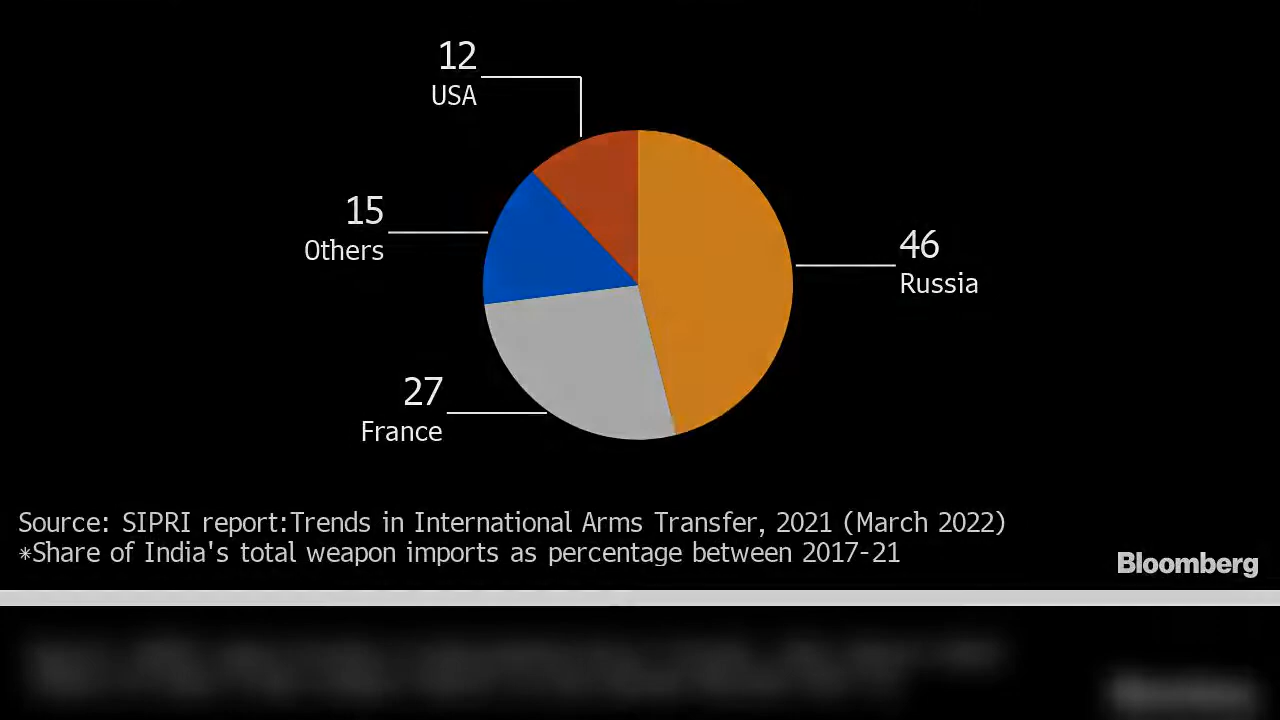 12
USA
15
Others
46
Russia
27
France
Source: SIPRI report:Trends in International Arms Transfer, 2021 (March 2022)
*Share of India's total weapon imports as percentage between 2017-21
Bloomberg